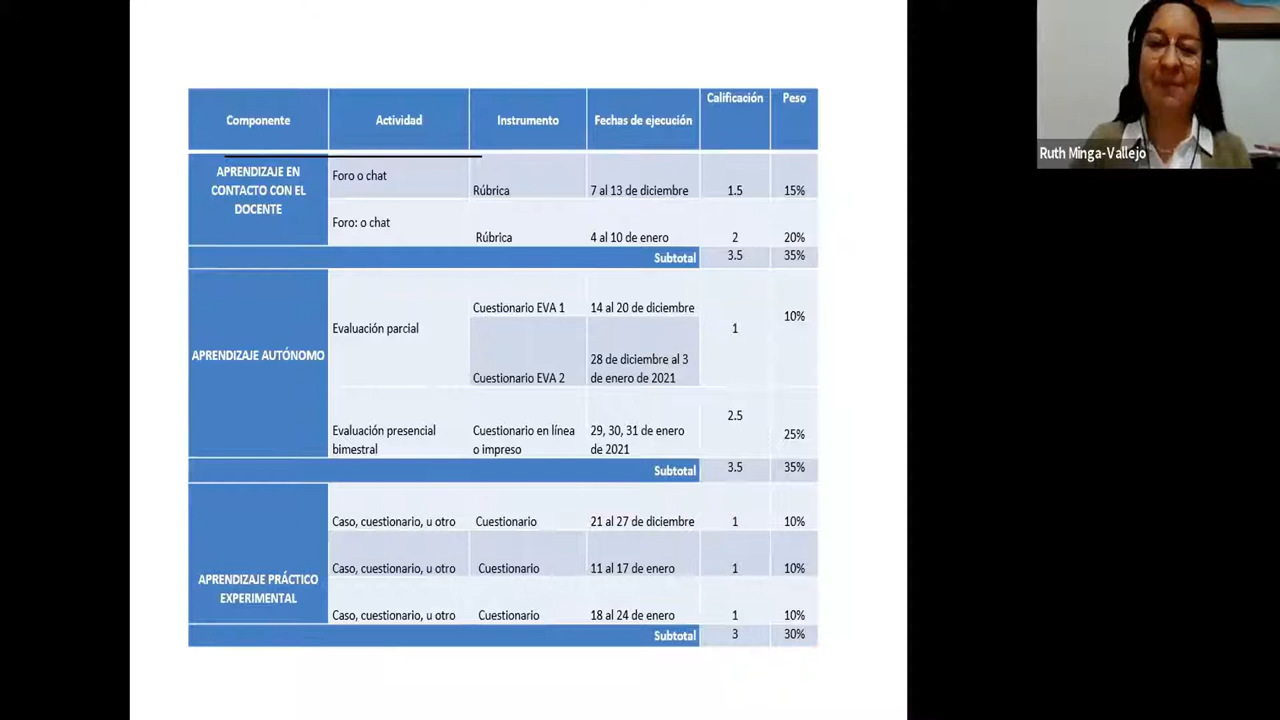 Componente Actividad Instrumento Fechas de ejecución Calificación Peso
APRENDIZAJE EN
CONTACTO CON EL
DOCENTE
Foro o chat Rúbrica 7 al 13 de diciembre 1.5 15%
Foro: o chat Rúbrica 4 al 10 de enero 2 20%
Subtotal 3.5 35%
APRENDIZAJE AUTÓNOMO
Evaluación parcial
Cuestionario EVA 1 14 al 20 de diciembre
1 10%
Cuestionario EVA 2 28 de diciembre al 3
de enero de 2021
Evaluación presencial
bimestral
Cuestionario en línea
o impreso
29, 30, 31 de enero
de 2021
2.5 25%
Subtotal 3.5 35%
APRENDIZAJE PRÁCTICO
EXPERIMENTAL
Caso, cuestionario, u otro Cuestionario 21 al 27 de diciembre 1 10%
Caso, cuestionario, u otro Cuestionario 11 al 17 de enero 1 10%
Caso, cuestionario, u otro Cuestionario 18 al 24 de enero 1 10%
Subtotal 3 30%
Ruth Minga-Vallejo